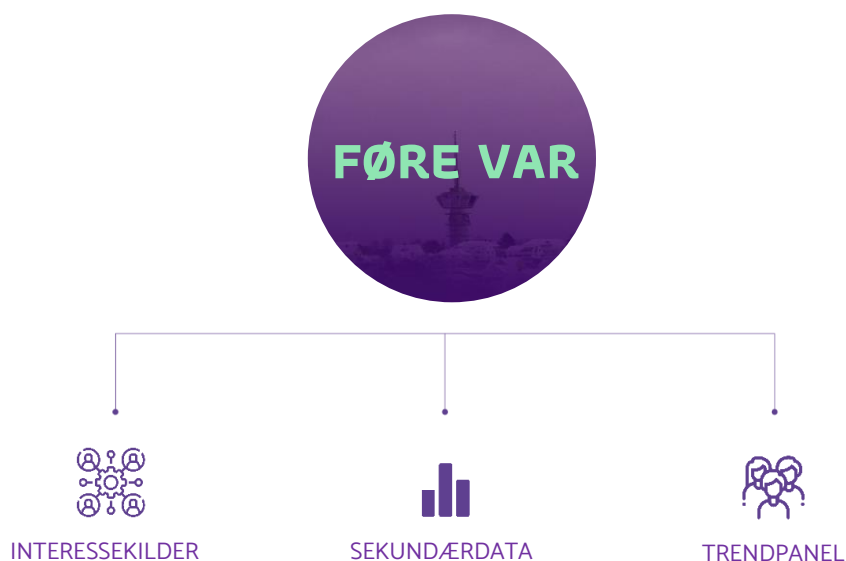 FØRE VAR
INTERESSEKILDER
SEKUNDÆRDATA
TRENDPANEL